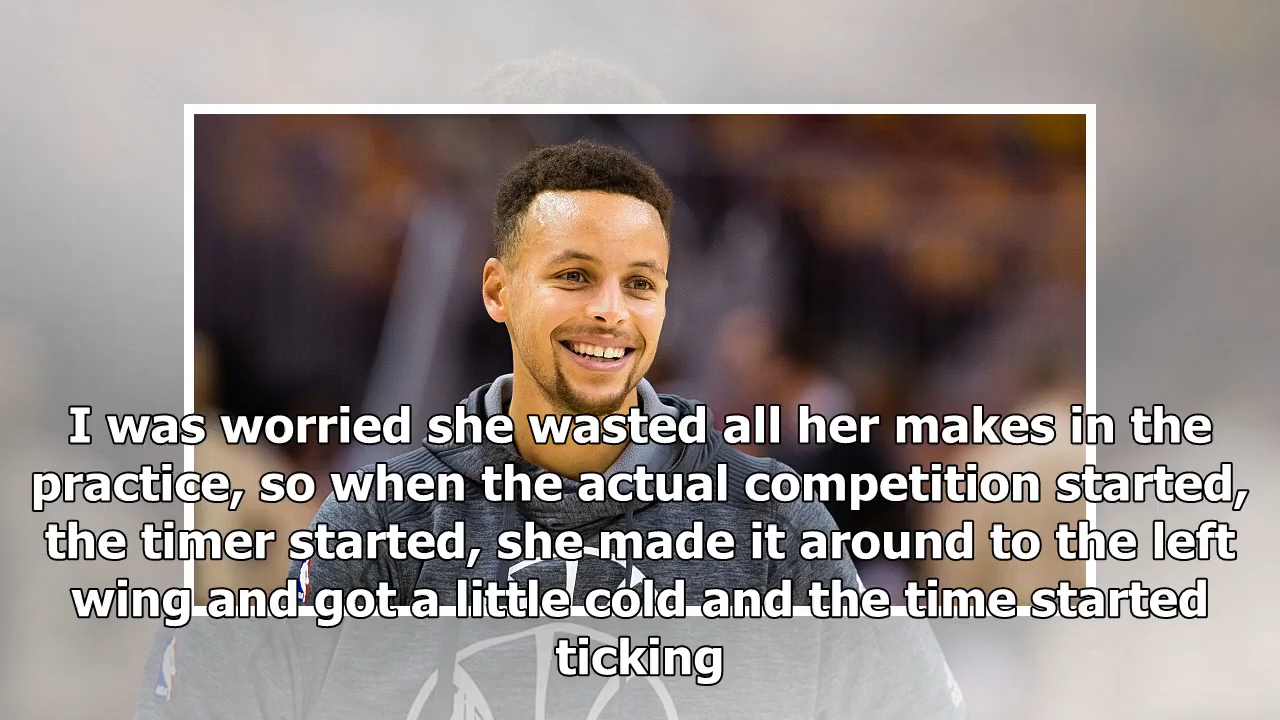 I was worried she wasted all her makes in the
practice, so when the actual competition started,
the timer started, she made it around to the left
wing and got a little cold and the time started
ticking